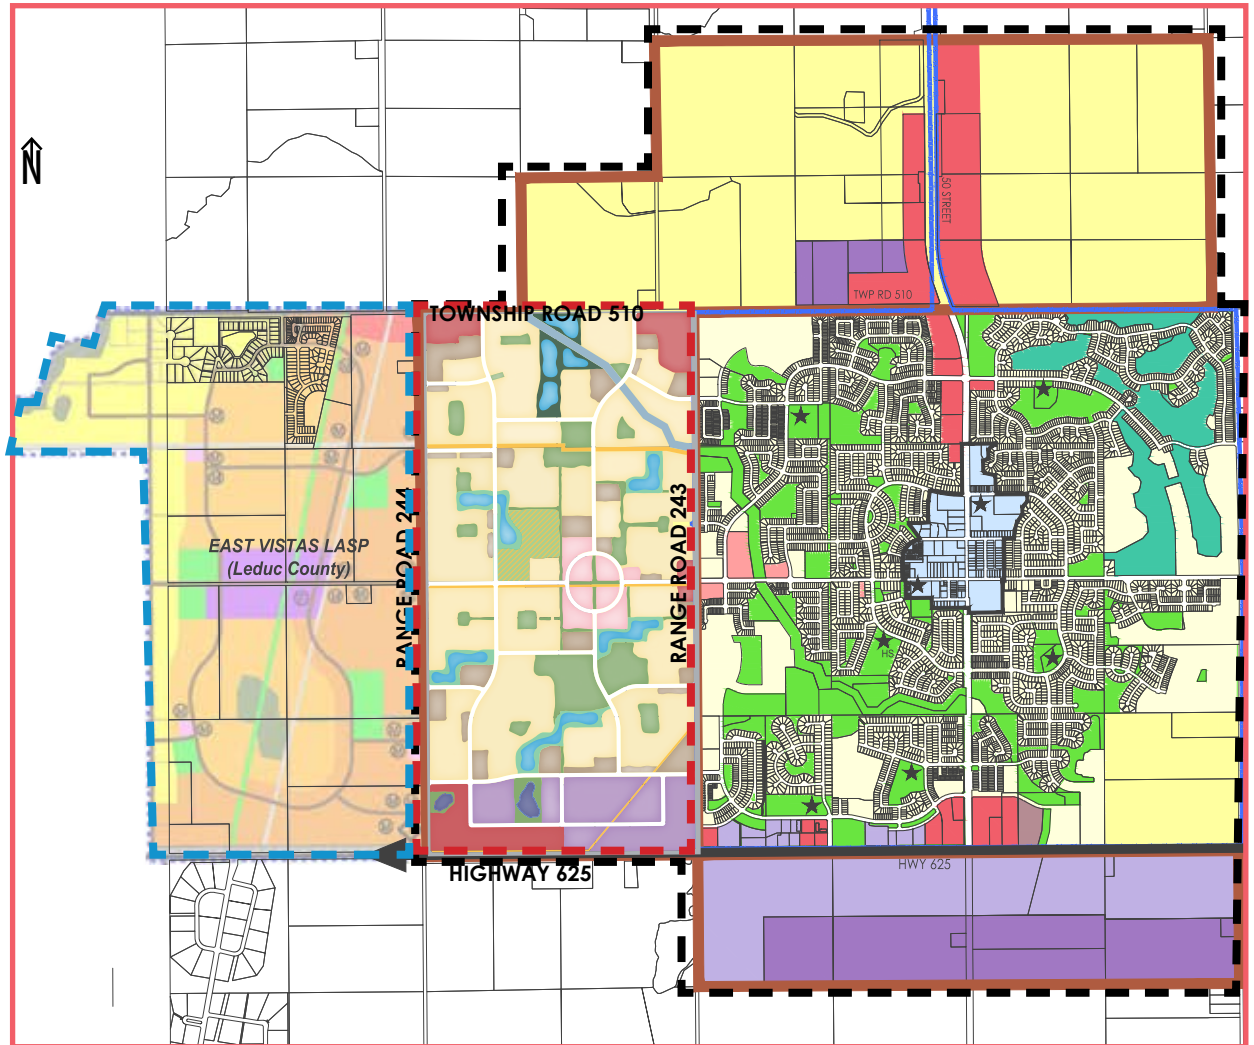 N
50 STREET
TWP RD 510
TOWNSHIP ROAD 510
RANGE ROAD 244
RANGE ROAD 243
EAST VISTAS LASP
(Leduc County)
HS
HIGHWAY 625
HWY 625